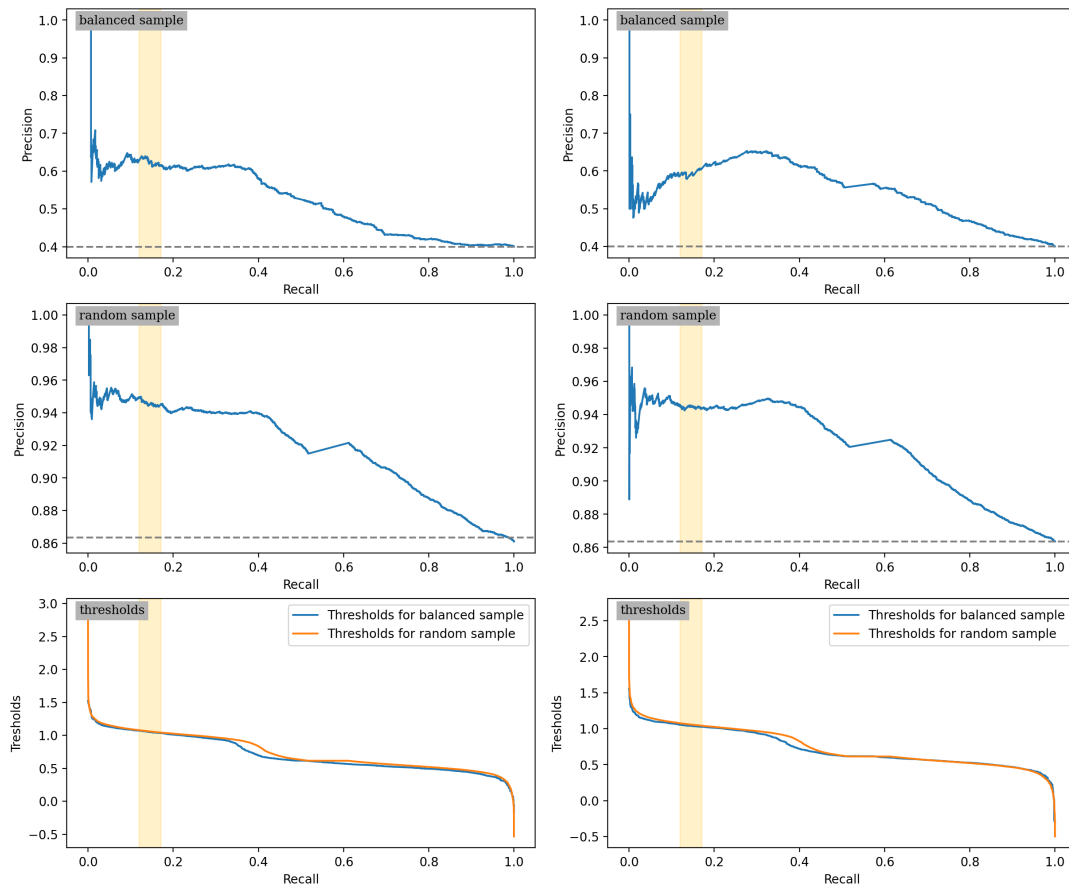 balanced sample
1.0
0.9
0.8
0.7
0.6
0.5
0.4
Precision
0.0 0.2 0.4 0.6 0.8 1.0
Recall
balanced sample
1.0
0.9
0.8
0.7
0.6
0.5
0.4
Precision
0.0 0.2 0.4 0.6 0.8 1.0
Recall
random sample
1.00
0.98
0.96
0.94
0.92
0.90
0.88
0.86
Precision
0.0 0.2 0.4 0.6 0.8 1.0
Recall
random sample
1.00
0.98
0.96
0.94
0.92
0.90
0.88
0.86
Precision
0.0 0.2 0.4 0.6 0.8 1.0
Recall
thresholds
Thresholds for balanced sample
Thresholds for random sample
3.0
2.5
2.0
1.5
1.0
0.5
0.0
−0.5
Tresholds
0.0 0.2 0.4 0.6 0.8 1.0
Recall
thresholds
Thresholds for balanced sample
Thresholds for random sample
2.5
2.0
1.5
1.0
0.5
0.0
−0.5
Tresholds
0.0 0.2 0.4 0.6 0.8 1.0
Recall